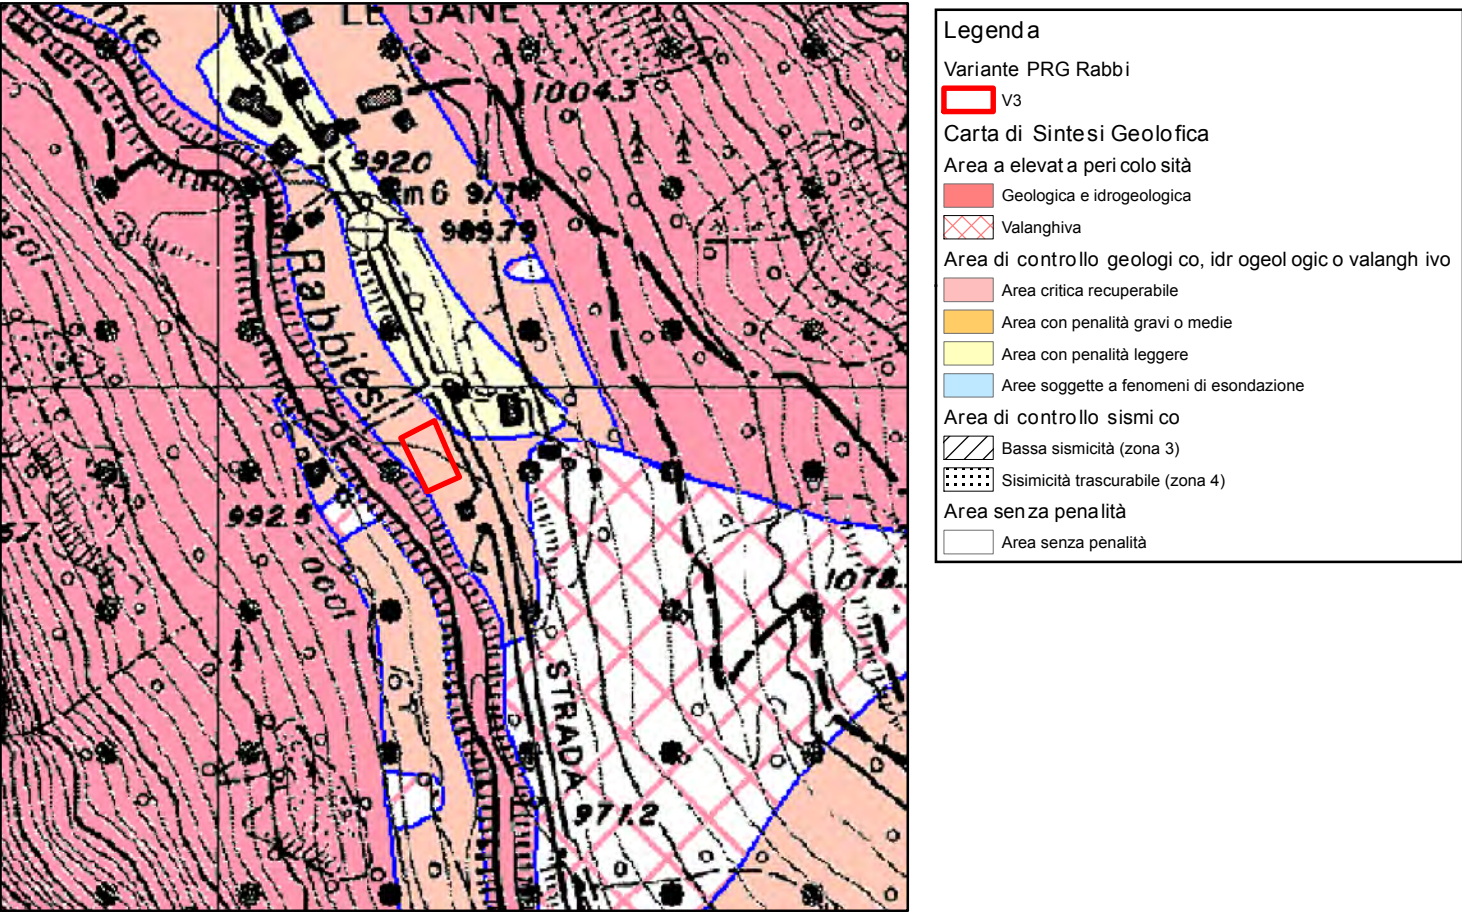 LE GANE
1004.3
992.0
Km 6 977
989.79
Rabbiés
992.9
1000
1078.
STRADA
971.2
Legenda
Variante PRG Rabbi
V3
Carta di Sintesi Geolofica
Area a elevata pericolosità
Geologica e idrogeologica
Valanghiva
Area di controllo geologico, idrogeologico valanghivo
Area critica recuperabile
Area con penalità gravi o medie
Area con penalità leggere
Aree soggette a fenomeni di esondazione
Area di controllo sismico
Bassa sismicità (zona 3)
Sisimicità trascurabile (zona 4)
Area senza penalità
Area senza penalità